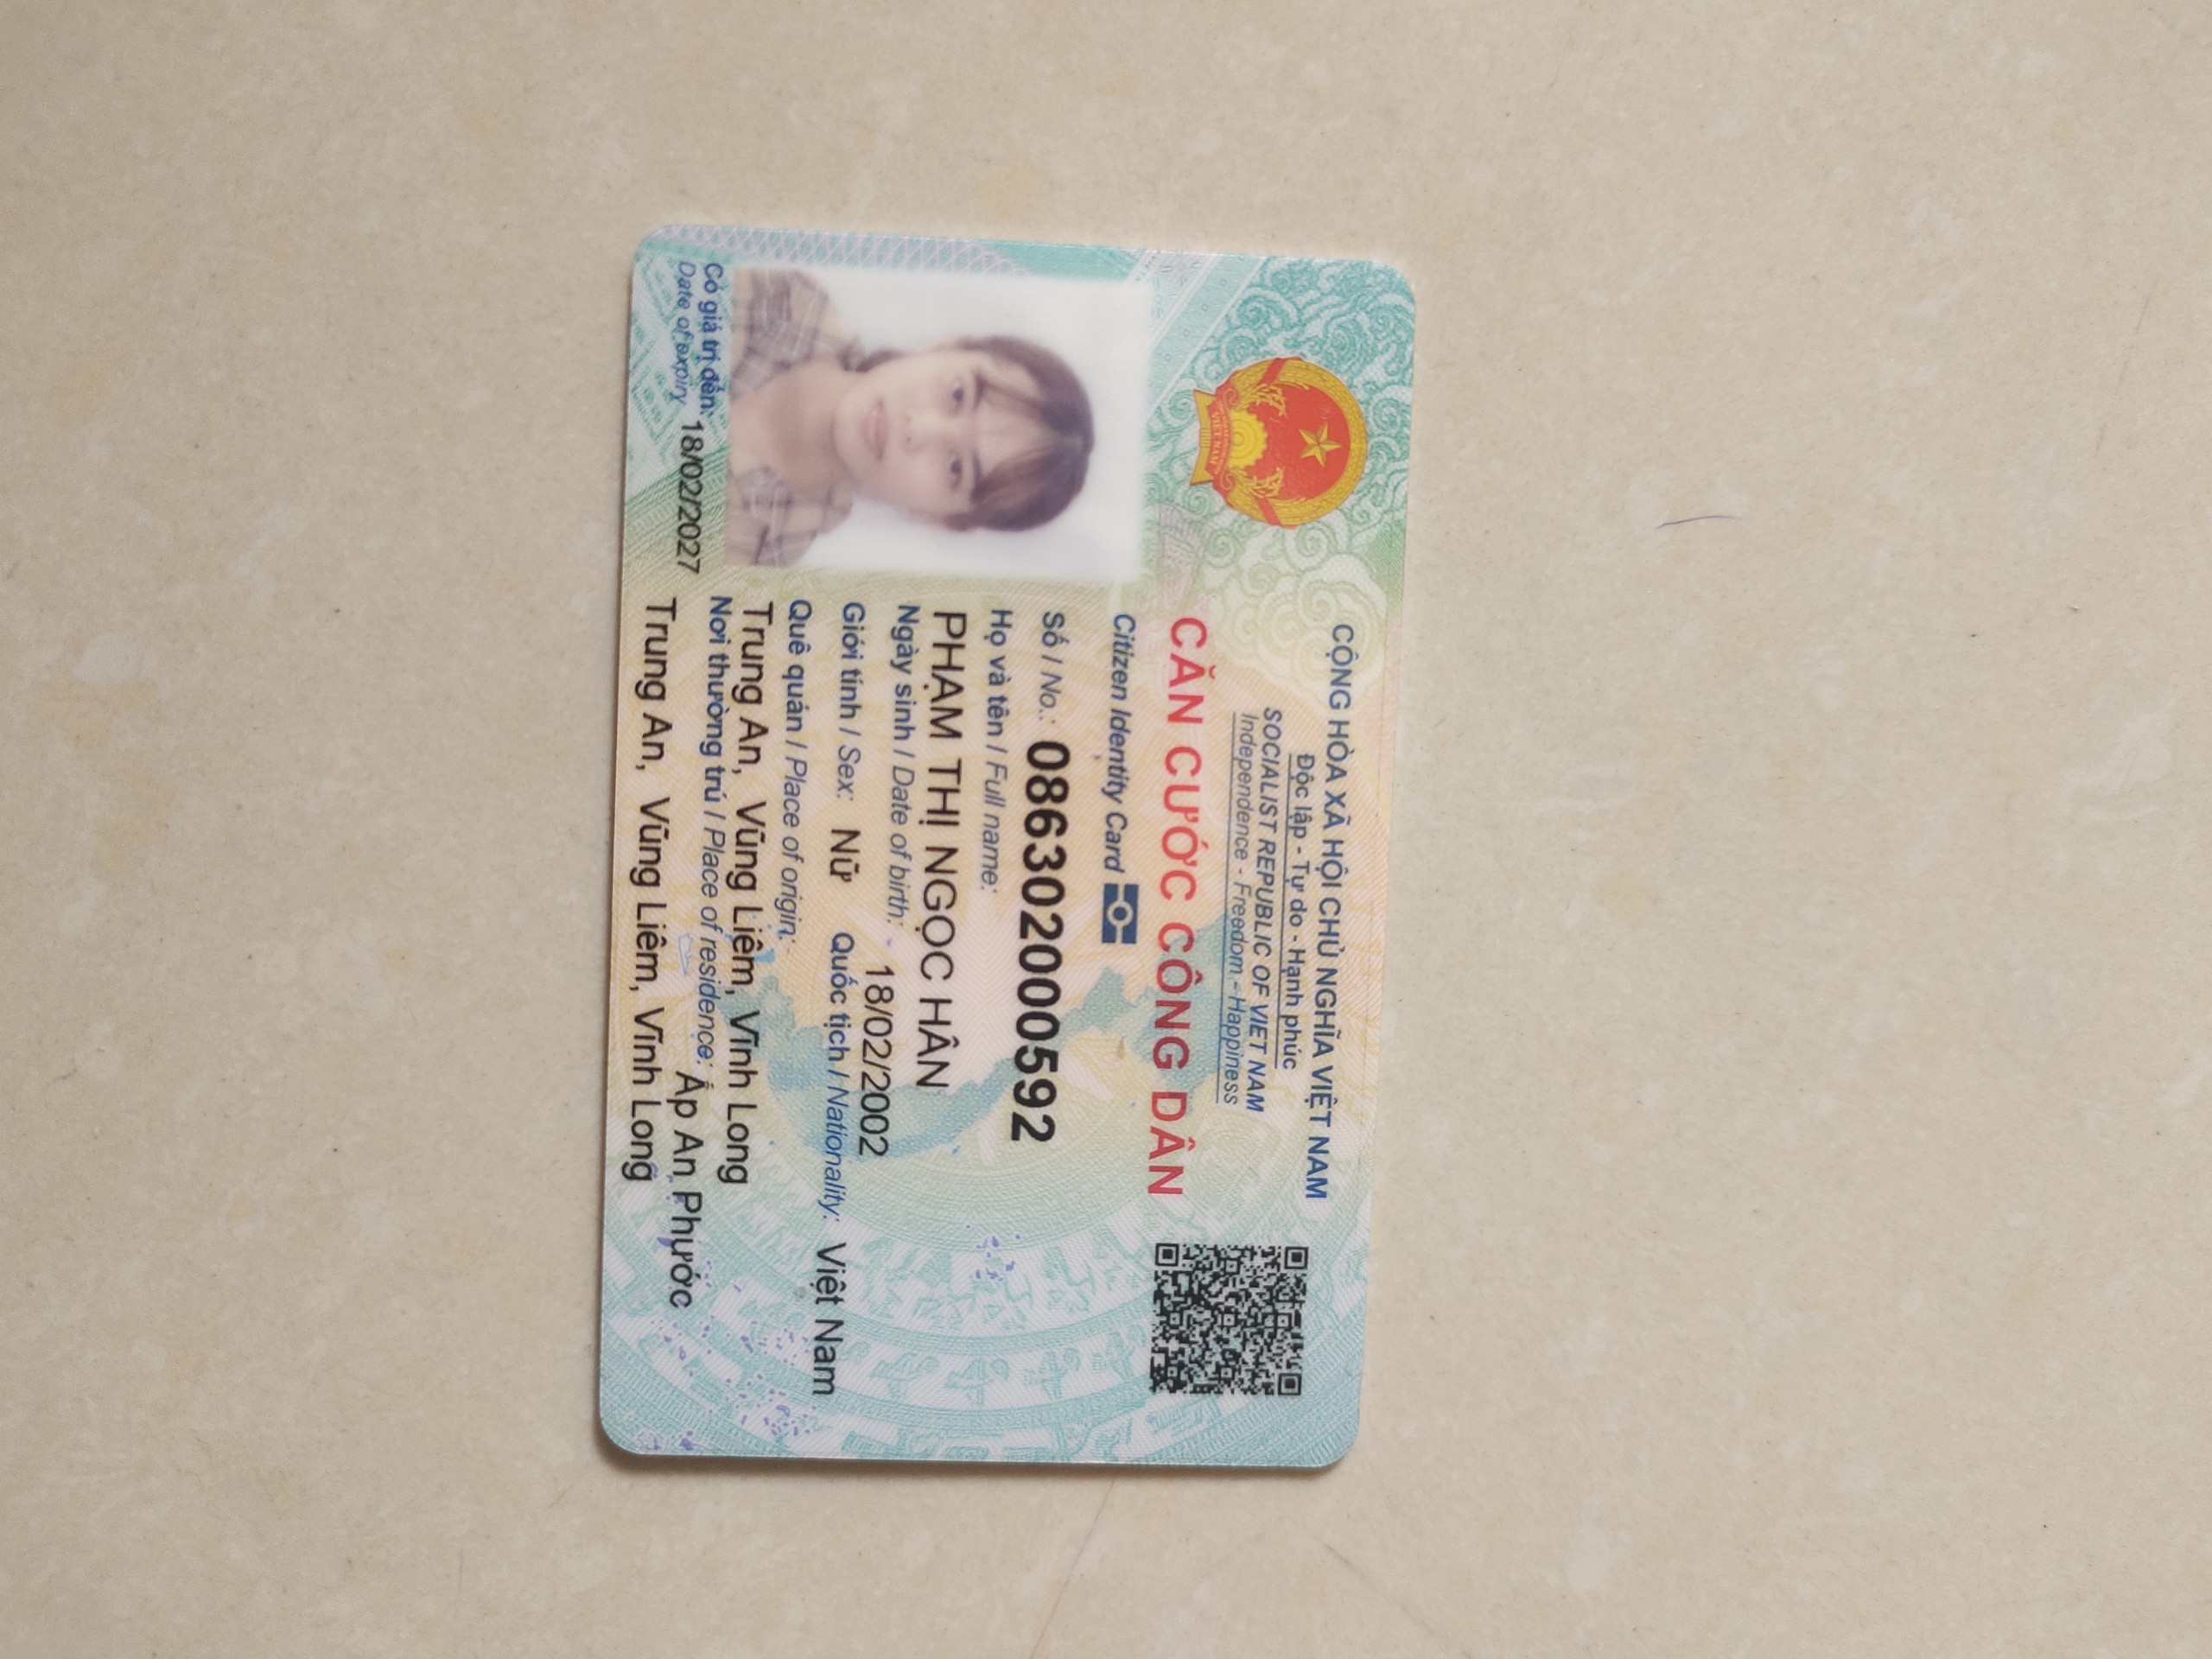 CỘNG HÒA XÃ HỘI CHỦ NGHĨA VIỆT NAM
Độc lập - Tự do - Hạnh phúc
SOCIALIST REPUBLIC OF VIET NAM
Independence - Freedom - Happiness
CĂN CƯỚC CÔNG DÂN
Citizen Identity Card
Số / No.: 086302000592
Họ và tên / Full name:
PHẠM THỊ NGỌC HÂN
Ngày sinh / Date of birth: 18/02/2002
Giới tính / Sex: Nữ Quốc tịch / Nationality: Việt Nam
Quê quán / Place of origin:
Trung An, Vũng Liêm, Vĩnh Long
Nơi thường trú / Place of residence: Ấp An Phước
Trung An, Vũng Liêm, Vĩnh Long
Có giá trị đến: 18/02/2027
Date of expiry
VIỆT NAM